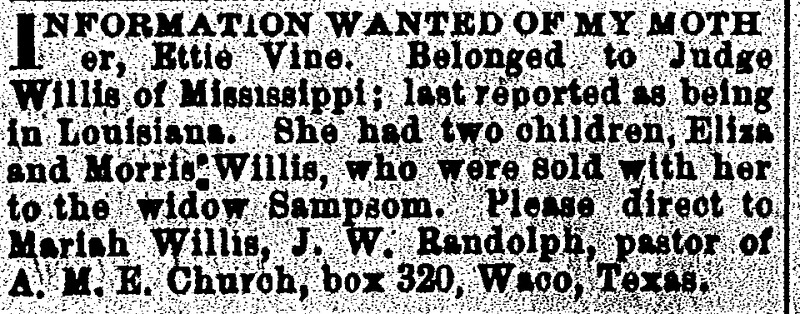 INFORMATION WANTED OF MY MOTH
er, Ettie Vine. Belonged to Judge
Willis of Mississippi; last reported as being
in Louisiana. She had two children, Eliza
and Morris Willis, who were sold with her
to the widow Sampsom. Please direct to
Mariah Willis, J. W. Randolph, pastor of
A. M. E. Church, box 320, Waco, Texas.